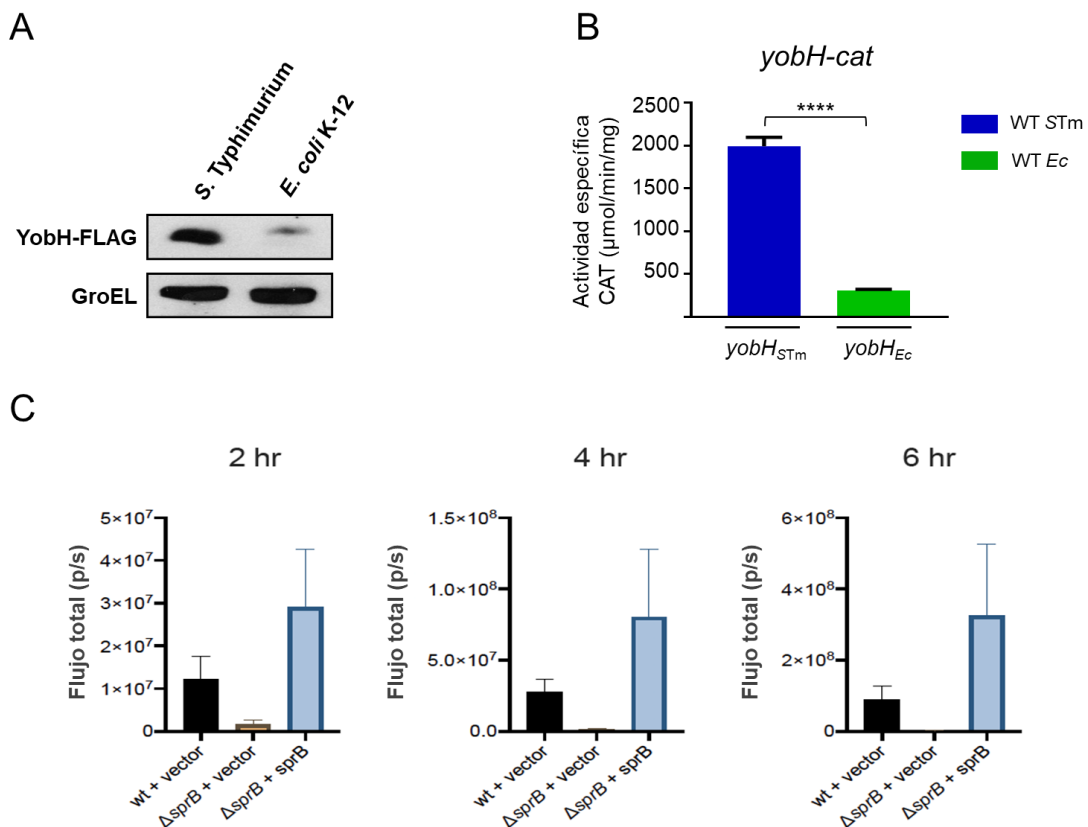 A
S. Typhimurium
E. coli K-12
YobH-FLAG
GroEL
B
yobH-cat
Actividad específica
CAT (µmol/min/mg)
2500
2000
1500
1000
500
****
yobH_STm
yobH_Ec
WT STm
WT Ec
C
2 hr
Flujo total (p/s)
5×10⁷
4×10⁷
3×10⁷
2×10⁷
1×10⁷
0
wt + vector
ΔsprB + vector
ΔsprB + sprB
4 hr
Flujo total (p/s)
1.5×10⁸
1.0×10⁸
5.0×10⁷
0.0
wt + vector
ΔsprB + vector
ΔsprB + sprB
6 hr
Flujo total (p/s)
6×10⁸
4×10⁸
2×10⁸
0
wt + vector
ΔsprB + vector
ΔsprB + sprB